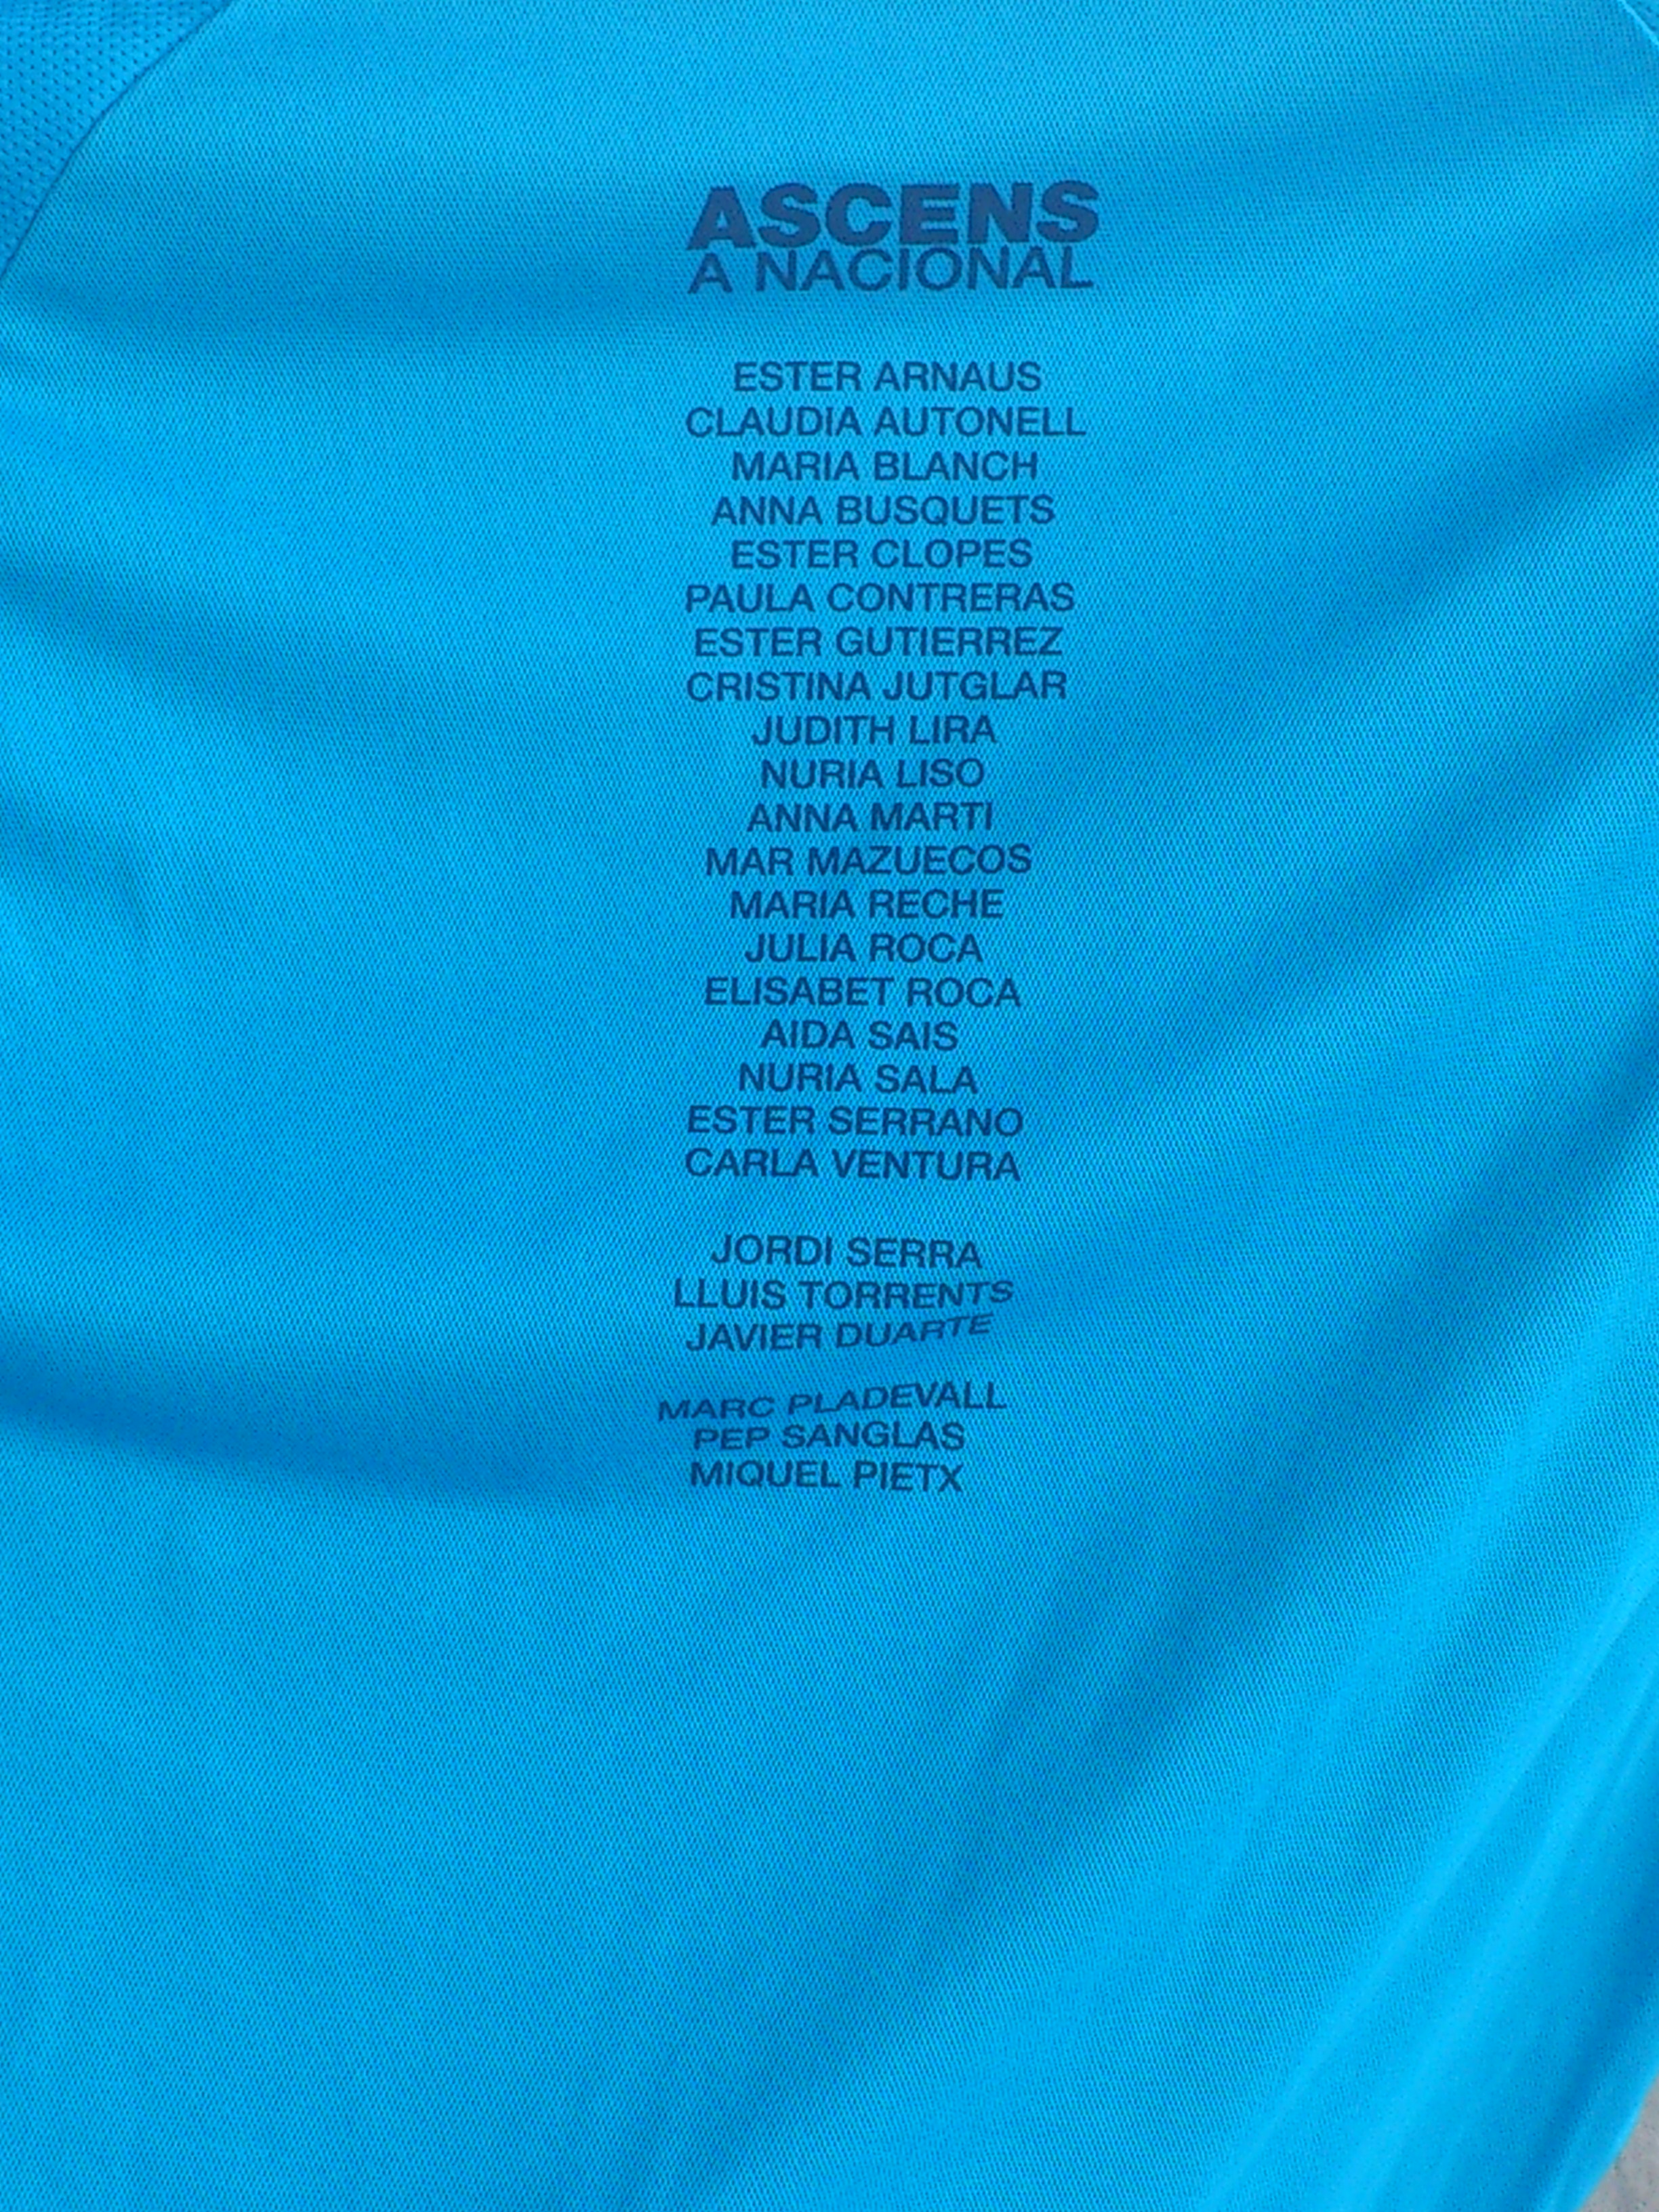 ASCENS
A NACIONAL
ESTER ARNAUS
CLAUDIA AUTONELL
MARIA BLANCH
ANNA BUSQUETS
ESTER CLOPES
PAULA CONTRERAS
ESTER GUTIERREZ
CRISTINA JUTGLAR
JUDITH LIRA
NURIA LISO
ANNA MARTI
MAR MAZUECOS
MARIA RECHE
JULIA ROCA
ELISABET ROCA
AIDA SAIS
NURIA SALA
ESTER SERRANO
CARLA VENTURA
JORDI SERRA
LLUIS TORRENTS
JAVIER DUARTE
MARC PLADEVALL
PEP SANGLAS
MIQUEL PIETX